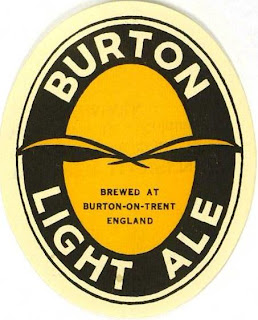 BURTON
BREWED AT
BURTON-ON-TRENT
ENGLAND
LIGHT ALE